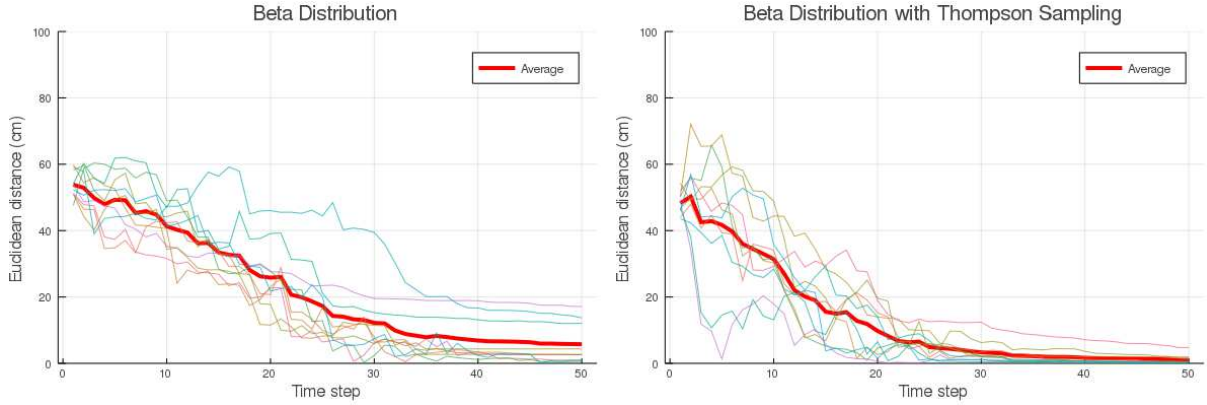 Beta Distribution
Average
Euclidean distance (cm)
100
80
60
40
20
0
0 10 20 30 40 50
Time step
Beta Distribution with Thompson Sampling
Average
Euclidean distance (cm)
100
80
60
40
20
0
0 10 20 30 40 50
Time step